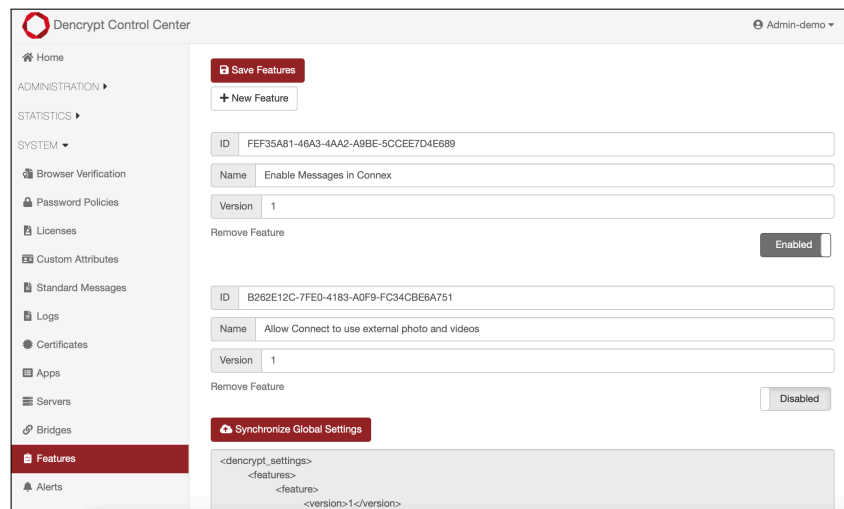 Dencrypt Control Center
Admin-demo
Home
ADMINISTRATION
STATISTICS
SYSTEM
Browser Verification
Password Policies
Licenses
Custom Attributes
Standard Messages
Logs
Certificates
Apps
Servers
Bridges
Features
Alerts
Save Features
New Feature
ID FEF35A81-46A3-4AA2-A9BE-5CCEE7D4E689
Name Enable Messages in Connex
Version 1
Remove Feature
Enabled
ID B262E12C-7FE0-4183-A0F9-FC34CBE6A751
Name Allow Connect to use external photo and videos
Version 1
Remove Feature
Disabled
Synchronize Global Settings
<dencrypt_settings>
<features>
<feature>
<version>1</version>